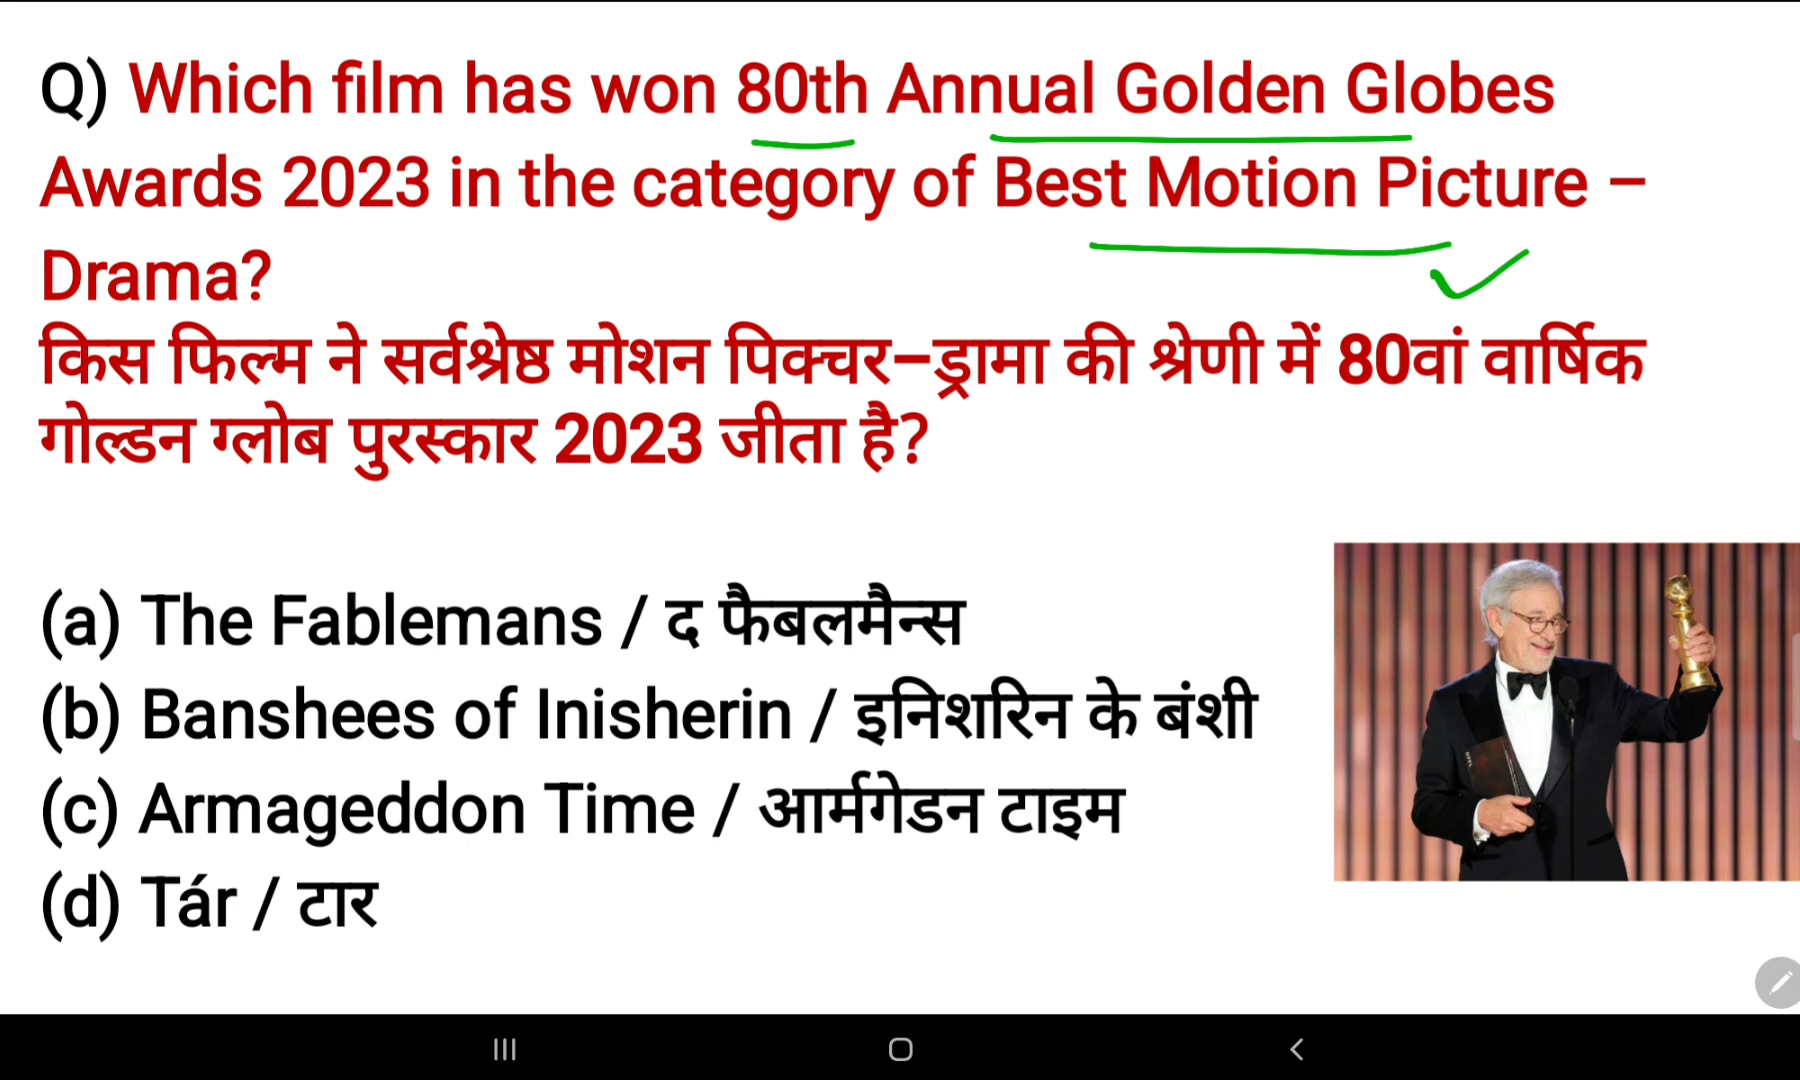 Q) Which film has won 80th Annual Golden Globes
Awards 2023 in the category of Best Motion Picture –
Drama?
किस फिल्म ने सर्वश्रेष्ठ मोशन पिक्चर–ड्रामा की श्रेणी में 80वां वार्षिक
गोल्डन ग्लोब पुरस्कार 2023 जीता है?
(a) The Fablemans / द फैबलमैन्स
(b) Banshees of Inisherin / इनिशरिन के बंशी
(c) Armageddon Time / आर्मगेडन टाइम
(d) Tár / टार